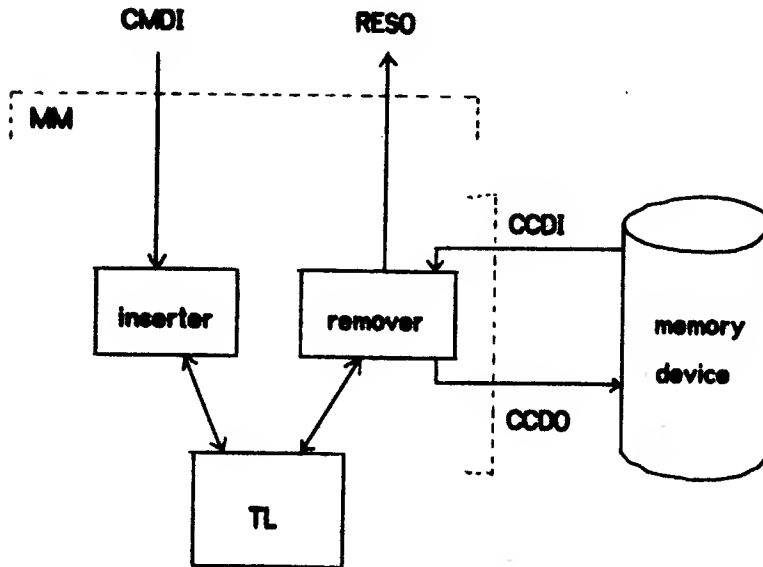 CMDI
RESO
MM
CCDI
inserter
remover
memory
device
CCDO
TL